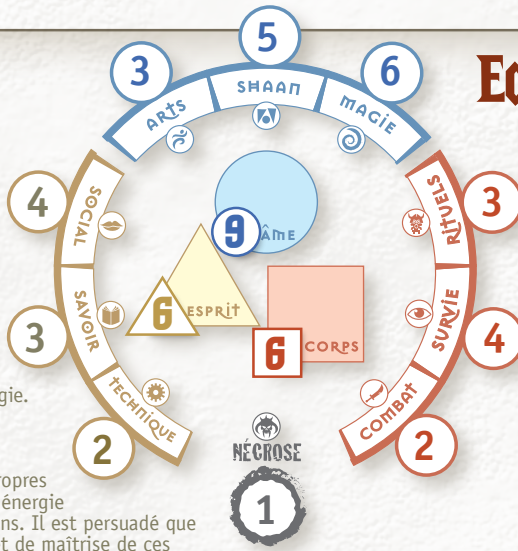 5
3
6
SHAAN
ARTS
MAGIE
Ec
4
SOCIAL
RITUELS
3
9
ÂME
3
SAVOIR
6
ESPRIT
6
CORPS
SURVIE
4
gie.
TECHNIQUE
COMBAT
2
2
NÉCROSE
1
ropres
énergie
ns. Il est persuadé que
et de maîtrise de ces